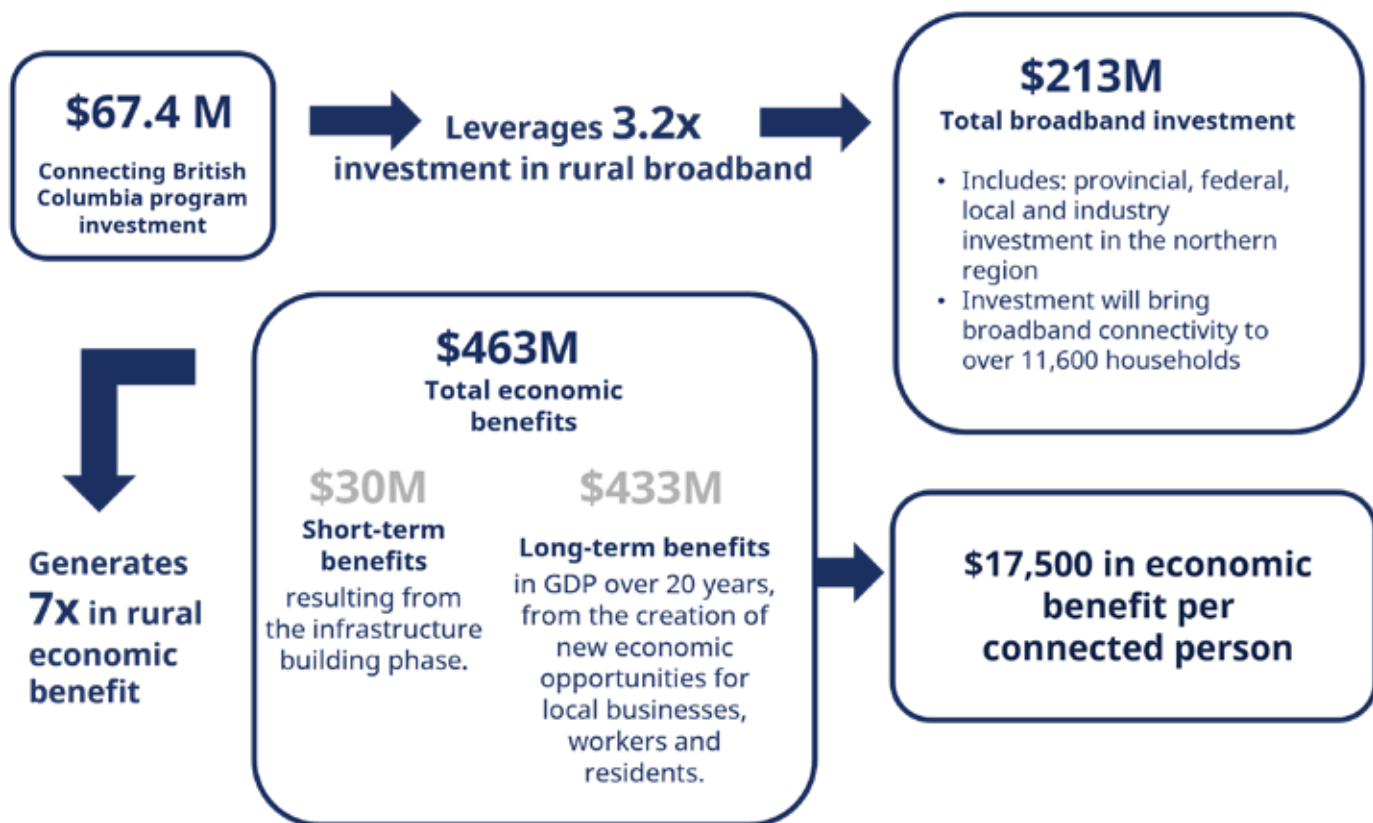 $67.4 M
Connecting British
Columbia program
investment
Leverages 3.2x
investment in rural broadband
$213M
Total broadband investment
• Includes: provincial, federal,
local and industry
investment in the northern
region
• Investment will bring
broadband connectivity to
over 11,600 households
Generates
7x in rural
economic
benefit
$463M
Total economic
benefits
$30M
Short-term
benefits
resulting from
the infrastructure
building phase.
$433M
Long-term benefits
in GDP over 20 years,
from the creation of
new economic
opportunities for
local businesses,
workers and
residents.
$17,500 in economic
benefit per
connected person